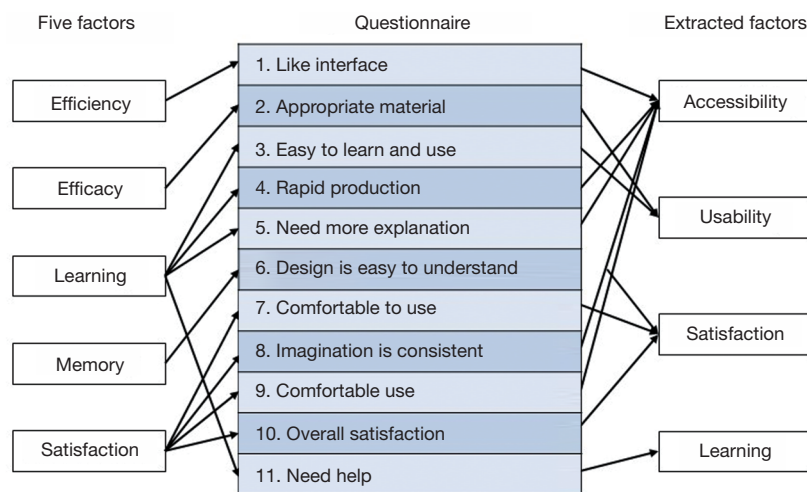 Five factors
Questionnaire
Extracted factors
Efficiency
Efficacy
Learning
Memory
Satisfaction
1. Like interface
2. Appropriate material
3. Easy to learn and use
4. Rapid production
5. Need more explanation
6. Design is easy to understand
7. Comfortable to use
8. Imagination is consistent
9. Comfortable use
10. Overall satisfaction
11. Need help
Accessibility
Usability
Satisfaction
Learning